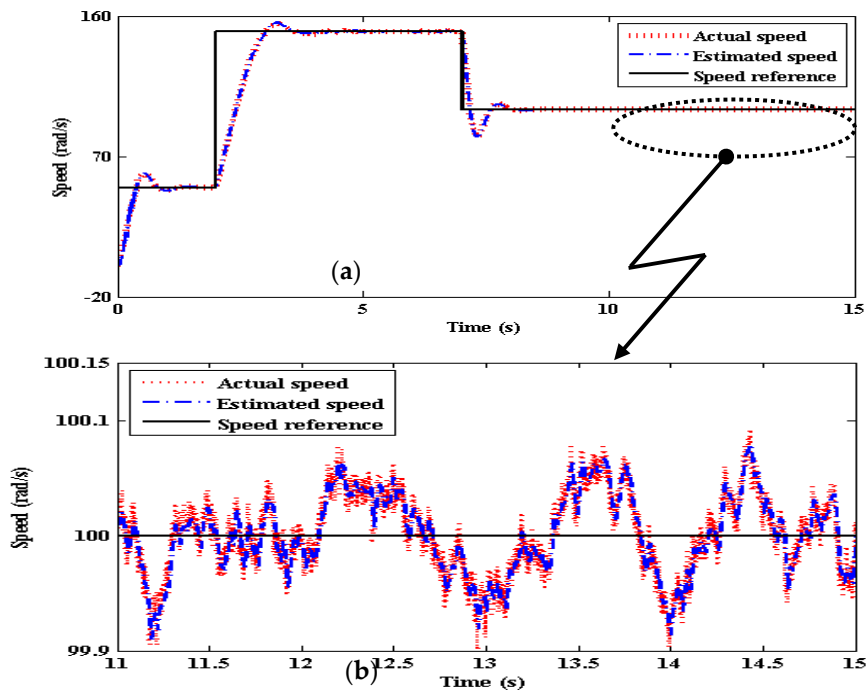 160
70
-20
Speed (rad/s)
Actual speed
Estimated speed
Speed reference
(a)
0
5
10
15
Time (s)
100.15
100.1
100
99.9
Speed (rad/s)
Actual speed
Estimated speed
Speed reference
11
11.5
12
12.5
13
13.5
14
14.5
15
(b)
Time (s)